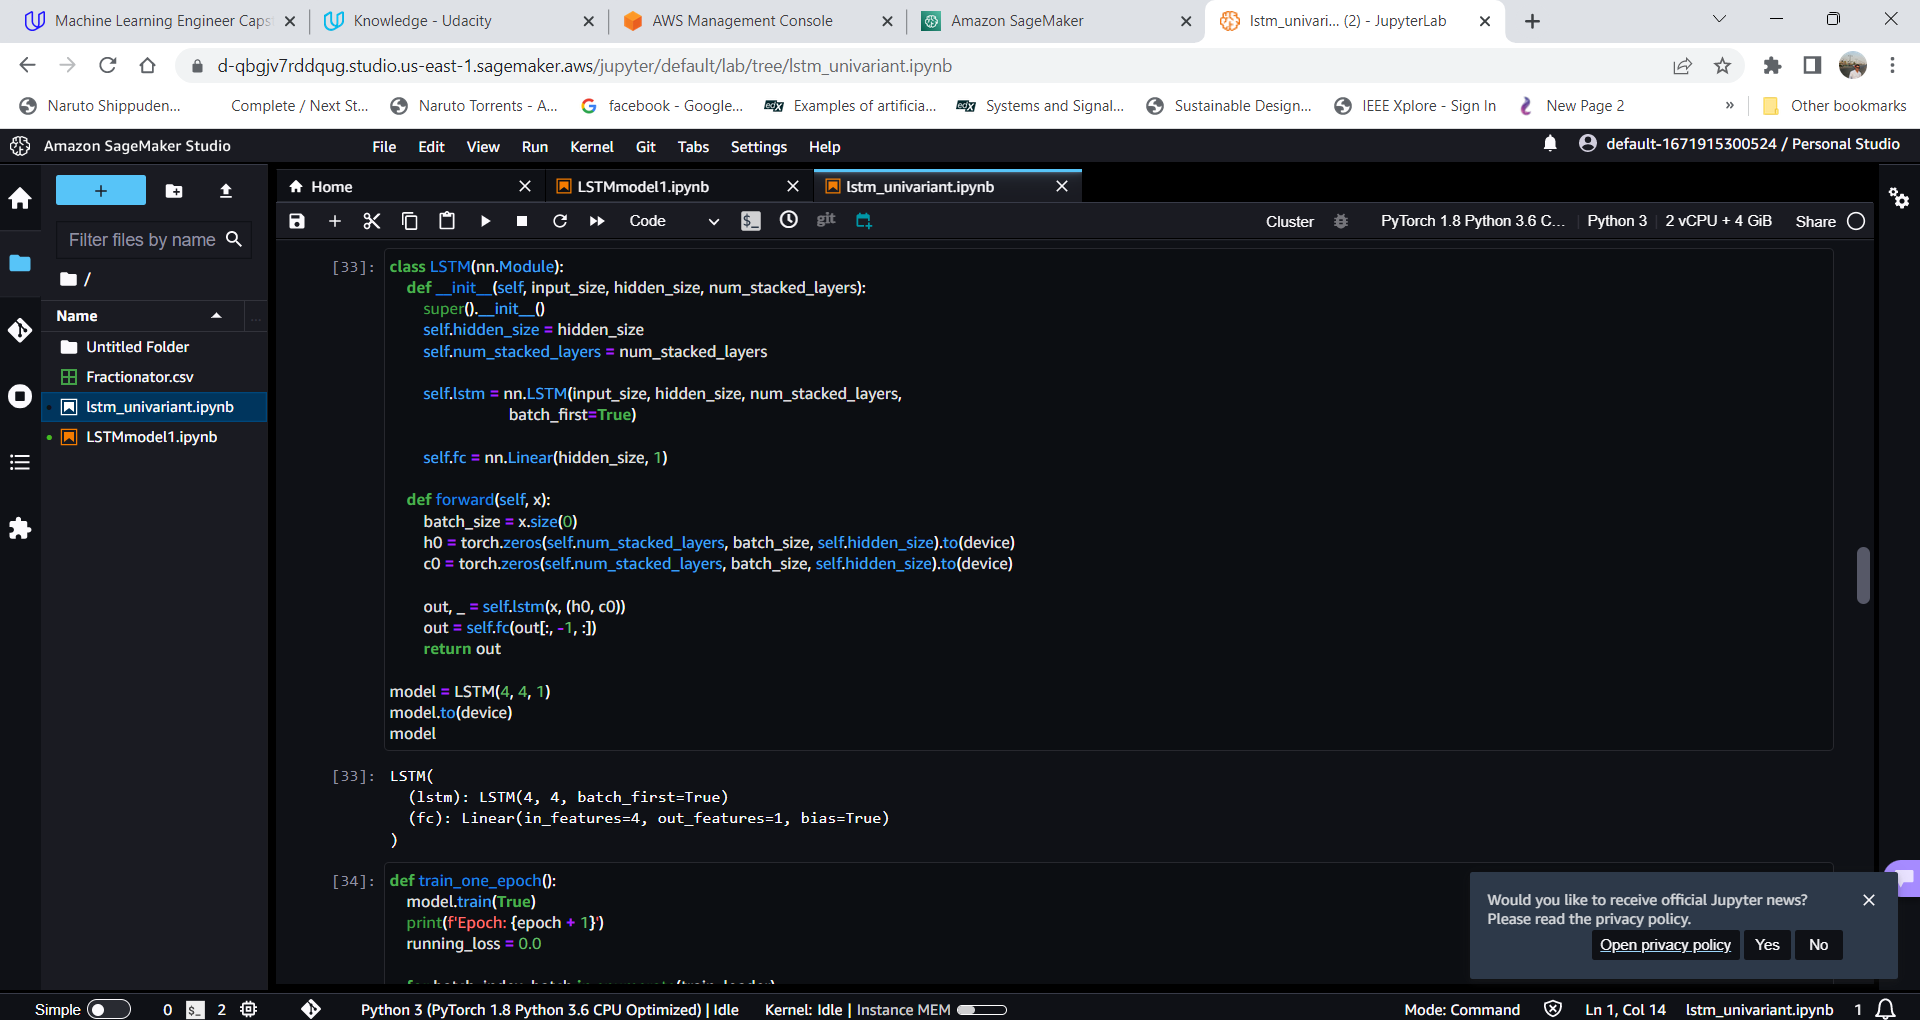 Machine Learning Engineer Caps
Knowledge - Udacity
AWS Management Console
Amazon SageMaker
lstm_univari... (2) - JupyterLab
d-qbgjv7rddqug.studio.us-east-1.sagemaker.aws/jupyter/default/lab/tree/lstm_univariant.ipynb
Naruto Shippuden...
Complete / Next St...
Naruto Torrents - A...
facebook - Google...
Examples of artificia...
Systems and Signal...
Sustainable Design...
IEEE Xplore - Sign In
New Page 2
»
Other bookmarks
Amazon SageMaker Studio
File Edit View Run Kernel Git Tabs Settings Help
default-1671915300524 / Personal Studio
Home
LSTMmodel1.ipynb
lstm_univariant.ipynb
Code
git
Cluster
PyTorch 1.8 Python 3.6 C...
Python 3
2 vCPU + 4 GiB
Share
Filter files by name
/
Name
Untitled Folder
Fractionator.csv
lstm_univariant.ipynb
LSTMmodel1.ipynb
[33]: class LSTM(nn.Module):
def __init__(self, input_size, hidden_size, num_stacked_layers):
super().__init__()
self.hidden_size = hidden_size
self.num_stacked_layers = num_stacked_layers
self.lstm = nn.LSTM(input_size, hidden_size, num_stacked_layers,
batch_first=True)
self.fc = nn.Linear(hidden_size, 1)
def forward(self, x):
batch_size = x.size(0)
h0 = torch.zeros(self.num_stacked_layers, batch_size, self.hidden_size).to(device)
c0 = torch.zeros(self.num_stacked_layers, batch_size, self.hidden_size).to(device)
out, _ = self.lstm(x, (h0, c0))
out = self.fc(out[:, -1, :])
return out
model = LSTM(4, 4, 1)
model.to(device)
model
[33]: LSTM(
(lstm): LSTM(4, 4, batch_first=True)
(fc): Linear(in_features=4, out_features=1, bias=True)
)
[34]: def train_one_epoch():
model.train(True)
print(f'Epoch: {epoch + 1}')
running_loss = 0.0
Would you like to receive official Jupyter news?
Please read the privacy policy.
Open privacy policy
Yes
No
Simple
0
$_
2
Python 3 (PyTorch 1.8 Python 3.6 CPU Optimized) | Idle
Kernel: Idle | Instance MEM
Mode: Command
Ln 1, Col 14
lstm_univariant.ipynb
1